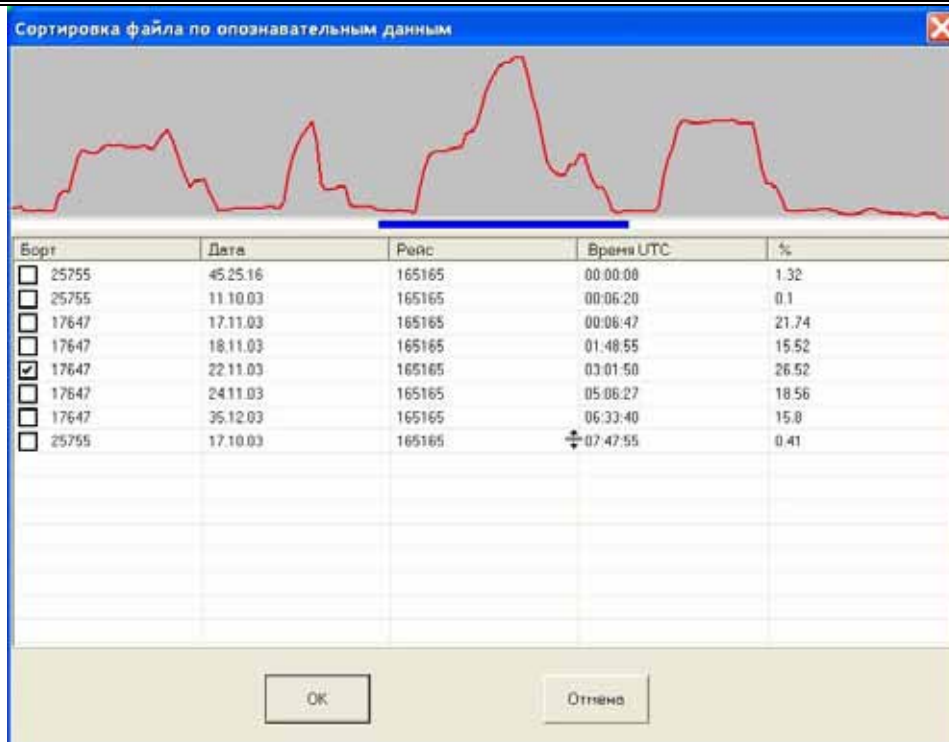 Сортировка файла по опознавательным данным
Борт Дата Рейс Время UTC %
25755 45.25.16 165165 00:00:08 1.32
25755 11.10.03 165165 00:06:20 0.1
17647 17.11.03 165165 00:06:47 21.74
17647 18.11.03 165165 01:48:55 15.52
17647 22.11.03 165165 03:01:50 26.52
17647 24.11.03 165165 05:06:27 18.56
17647 35.12.03 165165 06:33:40 15.8
25755 17.10.03 165165 07:47:55 0.41
OK Отмена